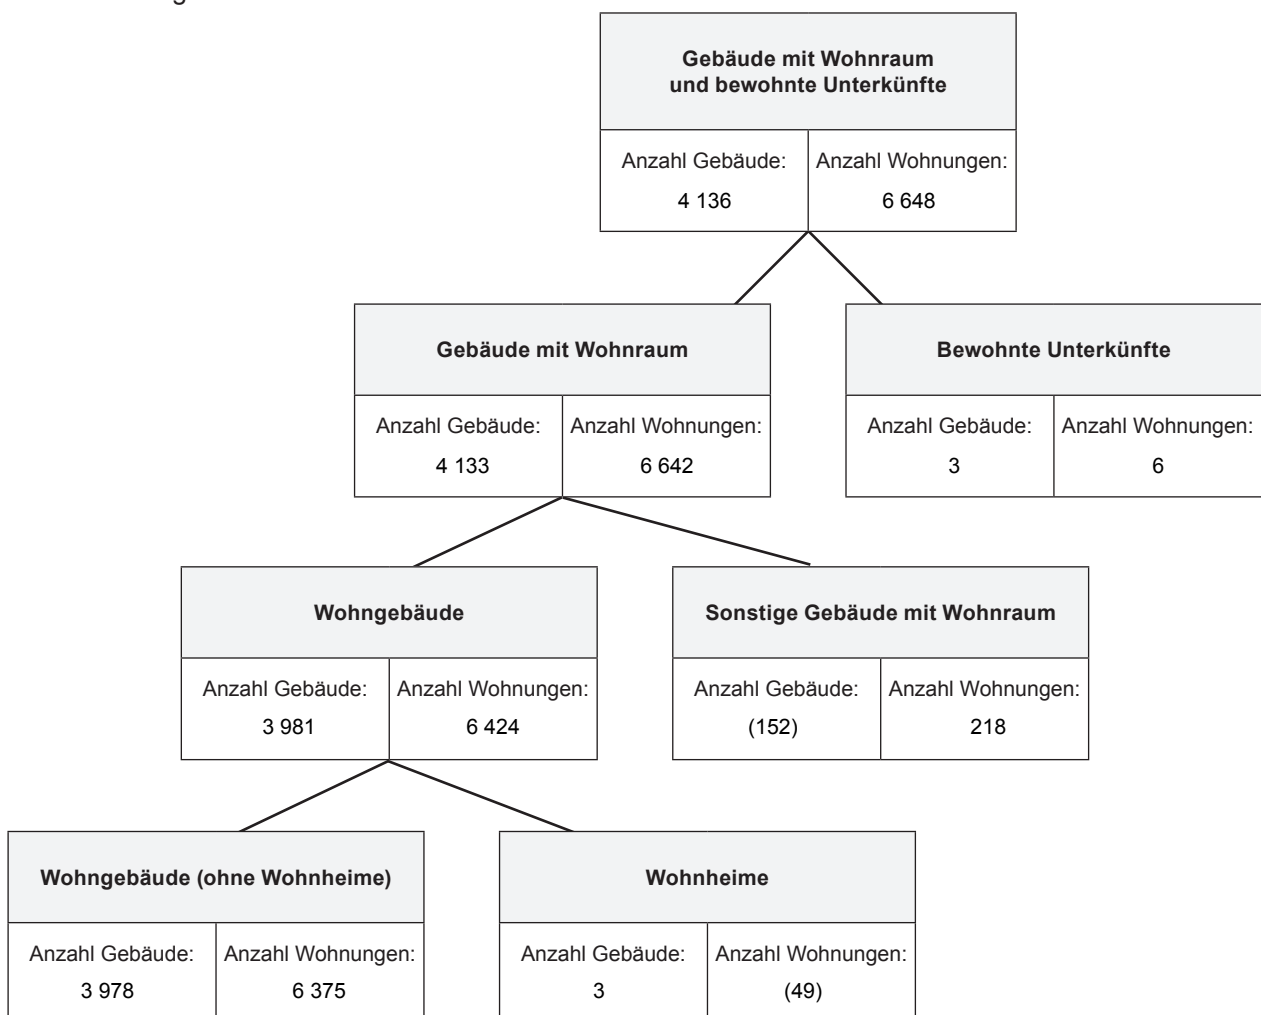 Gebäude mit Wohnraum
und bewohnte Unterkünfte
Anzahl Gebäude: Anzahl Wohnungen:
4 136 6 648
Gebäude mit Wohnraum Bewohnte Unterkünfte
Anzahl Gebäude: Anzahl Wohnungen: Anzahl Gebäude: Anzahl Wohnungen:
4 133 6 642 3 6
Wohngebäude Sonstige Gebäude mit Wohnraum
Anzahl Gebäude: Anzahl Wohnungen: Anzahl Gebäude: Anzahl Wohnungen:
3 981 6 424 (152) 218
Wohngebäude (ohne Wohnheime) Wohnheime
Anzahl Gebäude: Anzahl Wohnungen: Anzahl Gebäude: Anzahl Wohnungen:
3 978 6 375 3 (49)